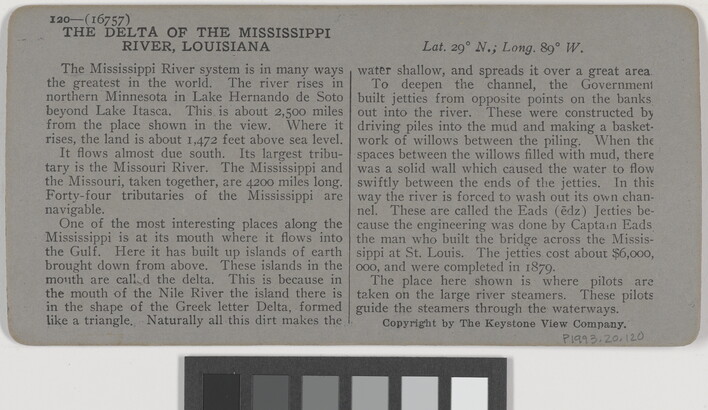 120—(16757)
THE DELTA OF THE MISSISSIPPI
RIVER, LOUISIANA
The Mississippi River system is in many ways
the greatest in the world. The river rises in
northern Minnesota in Lake Hernando de Soto
beyond Lake Itasca. This is about 2,500 miles
from the place shown in the view. Where it
rises, the land is about 1,472 feet above sea level.
It flows almost due south. Its largest tribu-
tary is the Missouri River. The Mississippi and
the Missouri, taken together, are 4200 miles long.
Forty-four tributaries of the Mississippi are
navigable.
One of the most interesting places along the
Mississippi is at its mouth where it flows into
the Gulf. Here it has built up islands of earth
brought down from above. These islands in the
mouth are called the delta. This is because in
the mouth of the Nile River the island there is
in the shape of the Greek letter Delta, formed
like a triangle. Naturally all this dirt makes the
Lat. 29° N.; Long. 89° W.
water shallow, and spreads it over a great area
To deepen the channel, the Government
built jetties from opposite points on the banks
out into the river. These were constructed by
driving piles into the mud and making a basket-
work of willows between the piling. When the
spaces between the willows filled with mud, there
was a solid wall which caused the water to flow
swiftly between the ends of the jetties. In this
way the river is forced to wash out its own chan-
nel. These are called the Eads (ēdz) Jetties be-
cause the engineering was done by Captain Eads
the man who built the bridge across the Missis-
sippi at St. Louis. The jetties cost about $6,000,
000, and were completed in 1879.
The place here shown is where pilots are
taken on the large river steamers. These pilots
guide the steamers through the waterways.
Copyright by The Keystone View Company.
P1993.20.120